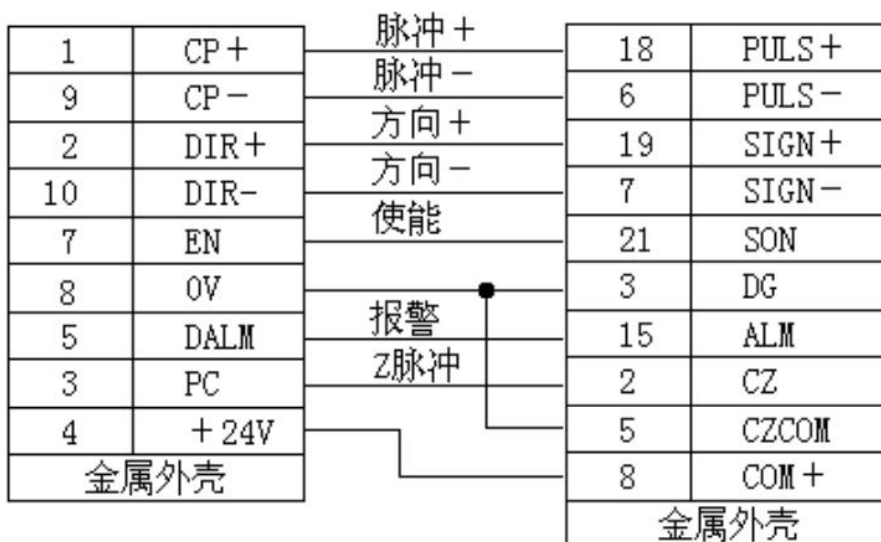 脉冲+
1 CP+ 18 PULS+
脉冲-
9 CP- 6 PULS-
方向+
2 DIR+ 19 SIGN+
方向-
10 DIR- 7 SIGN-
使能
7 EN 21 SON
8 0V 3 DG
报警
5 DALM 15 ALM
Z脉冲
3 PC 2 CZ
4 +24V 5 CZCOM
金属外壳 8 COM+
金属外壳